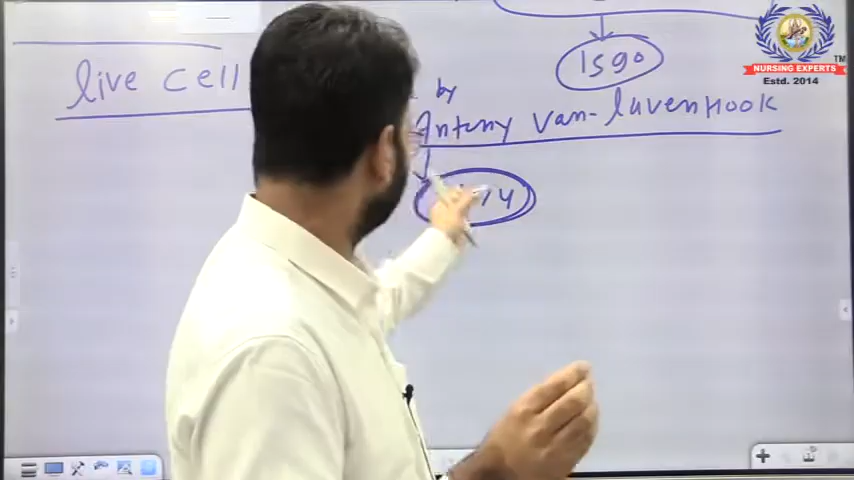 1590
NURSING EXPERTS
Estd. 2014
live cell
by
Antony van-luvenHook